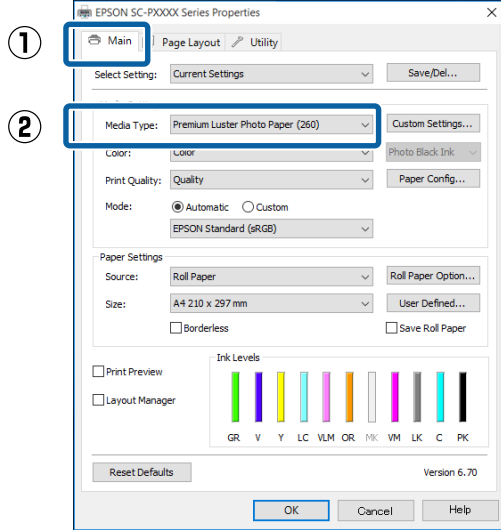 EPSON SC-PXXXX Series Properties
① Main Page Layout Utility
Select Setting: Current Settings Save/Del...
② Media Type: Premium Luster Photo Paper (260) Custom Settings...
Color: Color Photo Black Ink
Print Quality: Quality Paper Config...
Mode: Automatic Custom
EPSON Standard (sRGB)
Paper Settings
Source: Roll Paper Roll Paper Option...
Size: A4 210 x 297 mm User Defined...
Borderless Save Roll Paper
Ink Levels
Print Preview
Layout Manager
GR V Y LC VLM OR MK VM LK C PK
Reset Defaults Version 6.70
OK Cancel Help